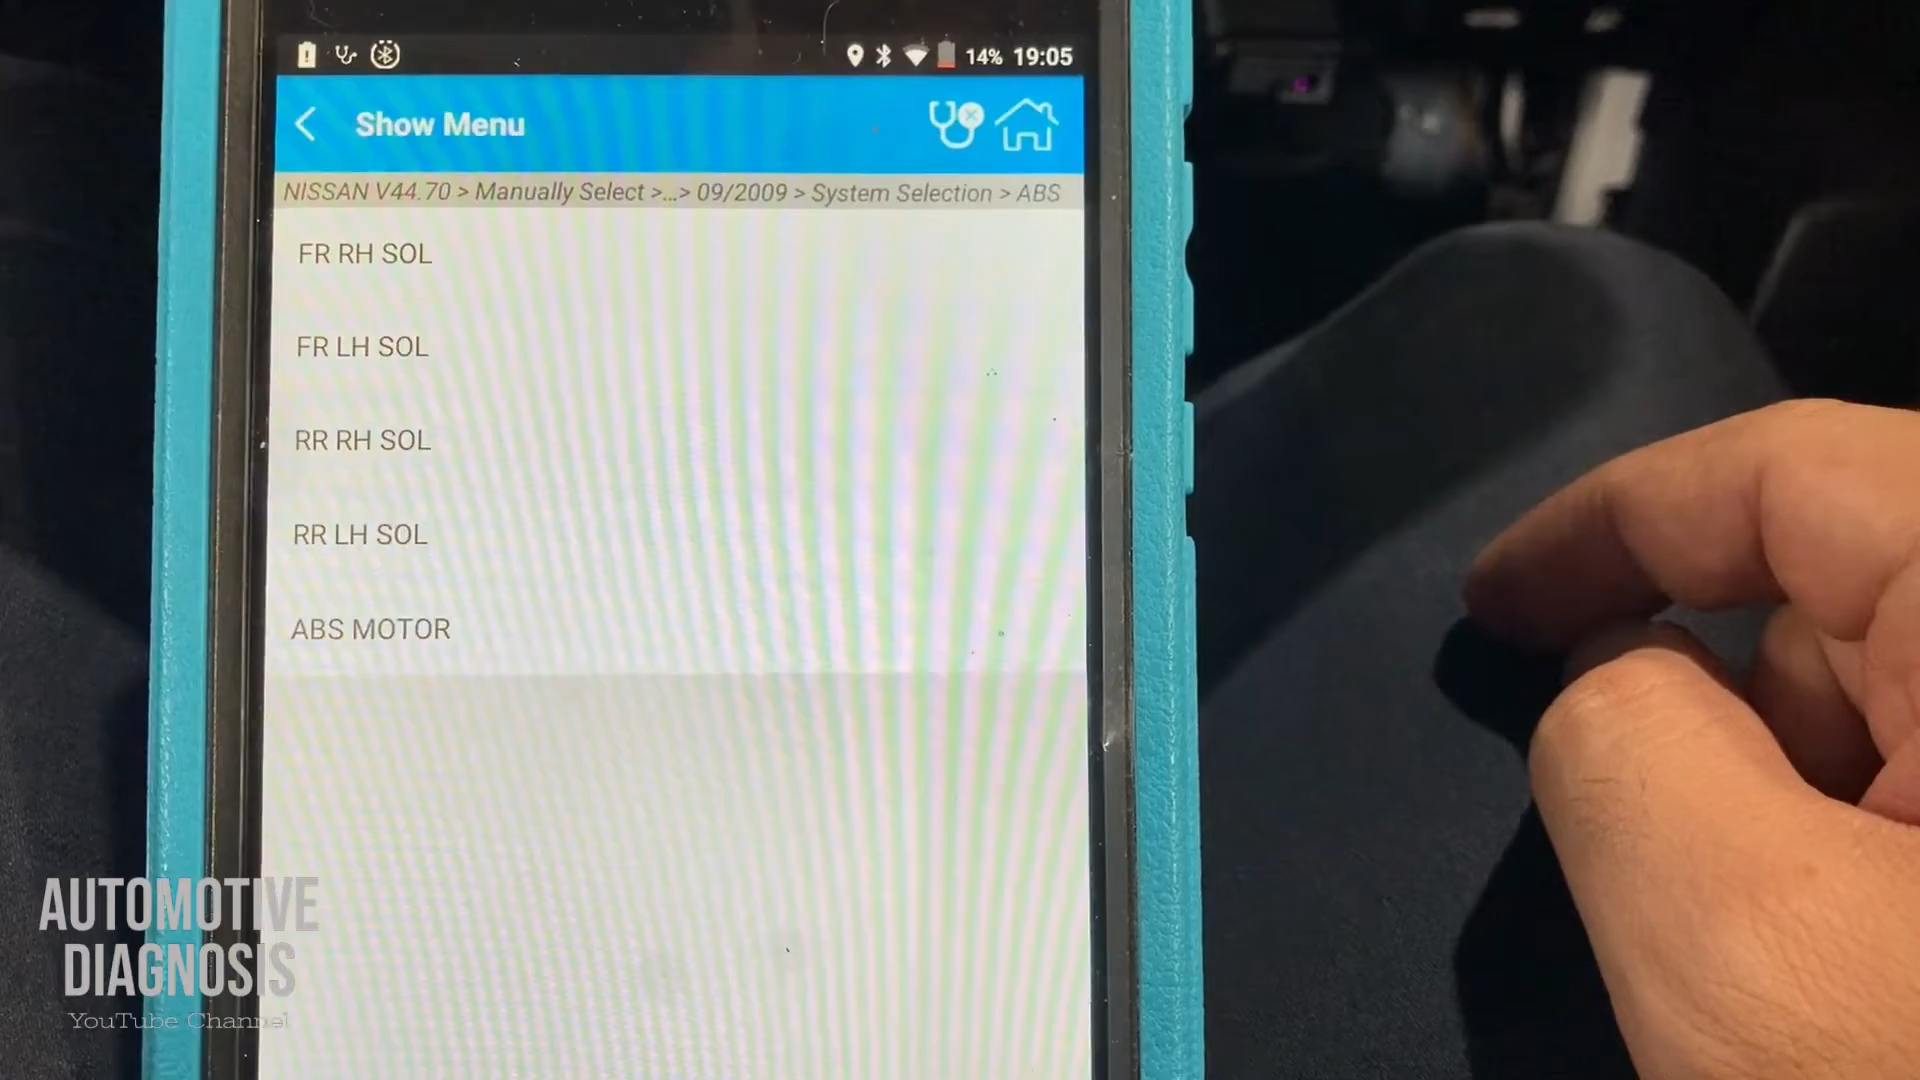 14% 19:05
Show Menu
NISSAN V44.70 > Manually Select >...> 09/2009 > System Selection > ABS
FR RH SOL
FR LH SOL
RR RH SOL
RR LH SOL
ABS MOTOR
AUTOMOTIVE
DIAGNOSIS
YouTube Channel